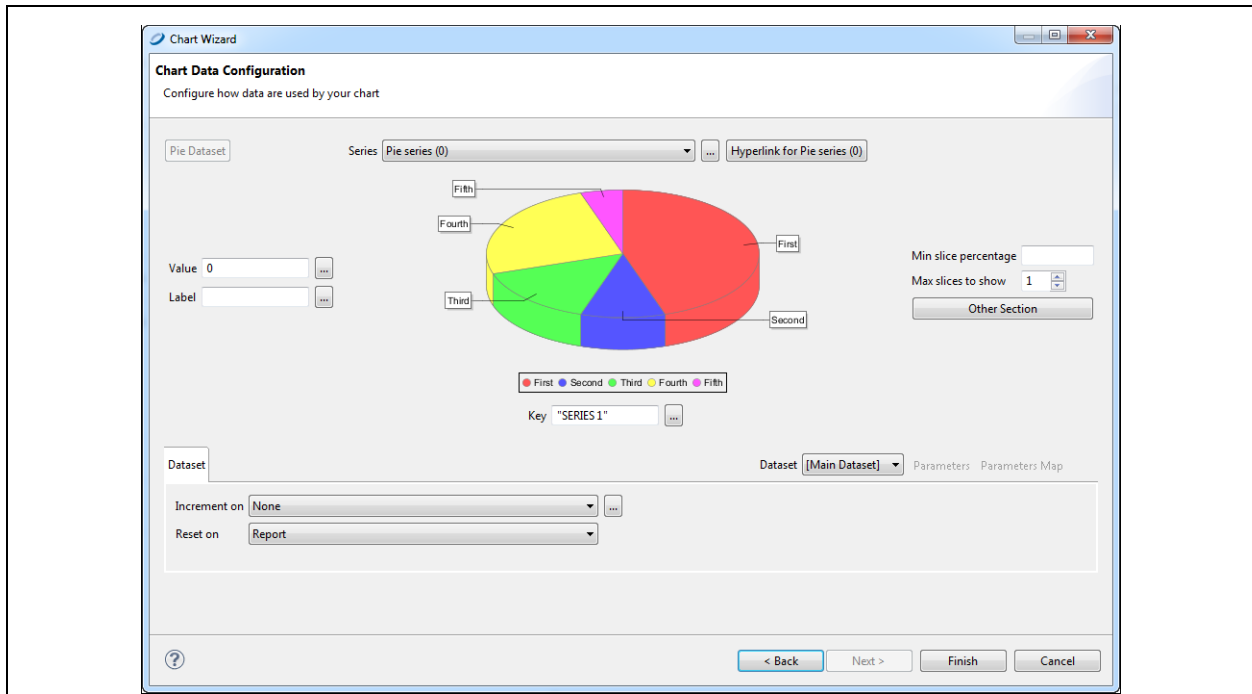 Chart Wizard
Chart Data Configuration
Configure how data are used by your chart
Pie Dataset Series Pie series (0) ... Hyperlink for Pie series (0)
Fifth
Fourth
First
Min slice percentage
Value 0 ...
Max slices to show 1
Label ...
Third
Other Section
Second
First Second Third Fourth Fifth
Key "SERIES 1" ...
Dataset Dataset [Main Dataset] Parameters Parameters Map
Increment on None ...
Reset on Report
? < Back Next > Finish Cancel